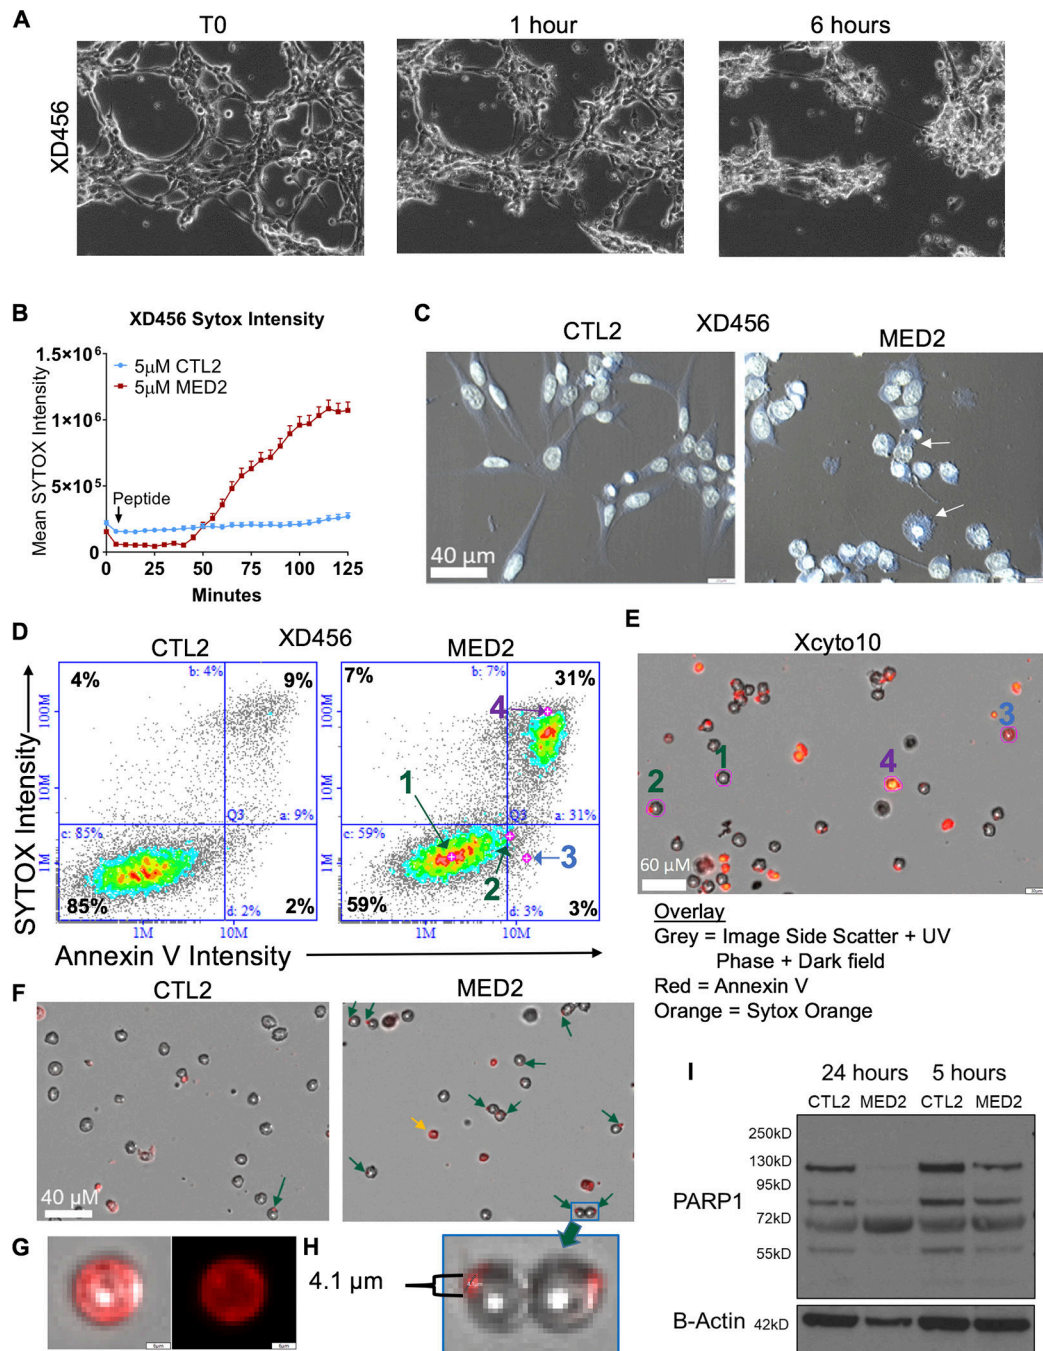 A
T0
1 hour
6 hours
XD456
B
XD456 Sytox Intensity
Mean SYTOX Intensity
1.5×10⁶
1×10⁶
5×10⁵
0
5µM CTL2
5µM MED2
Peptide
0 25 50 75 100 125
Minutes
C
XD456
CTL2
MED2
40 µm
D
XD456
CTL2
MED2
SYTOX Intensity
100M
10M
1M
4%
b: 4%
9%
Q3
a: 9%
c: 85%
85%
d: 2%
2%
1M
10M
100M
10M
1M
7%
b: 7%
31%
4
1
Q3
a: 31%
c: 59%
3
2
59%
d: 3%
3%
1M
10M
Annexin V Intensity
E
Xcyto10
3
1
4
2
60 µM
Overlay
Grey = Image Side Scatter + UV
Phase + Dark field
Red = Annexin V
Orange = Sytox Orange
F
CTL2
MED2
40 µM
G
H
4.1 µm
I
24 hours
5 hours
CTL2 MED2 CTL2 MED2
250kD
130kD
95kD
PARP1
72kD
55kD
B-Actin
42kD